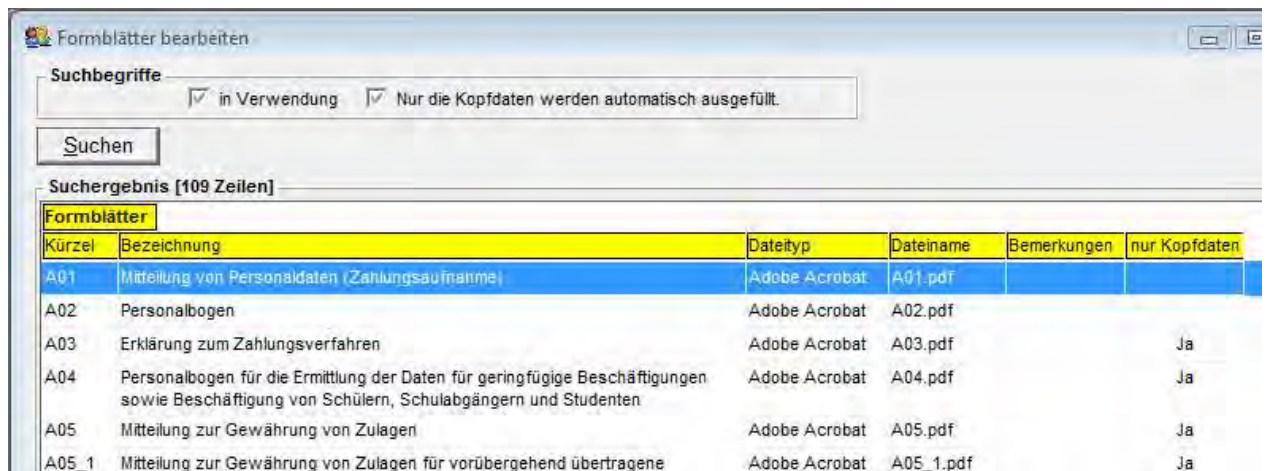 Formblätter bearbeiten
Suchbegriffe
in Verwendung Nur die Kopfdaten werden automatisch ausgefüllt.
Suchen
Suchergebnis [109 Zeilen]
Formblätter
Kürzel Bezeichnung Dateityp Dateiname Bemerkungen nur Kopfdaten
A01 Mitteilung von Personaldaten (Zahlungsaufnahme) Adobe Acrobat A01.pdf
A02 Personalbogen Adobe Acrobat A02.pdf
A03 Erklärung zum Zahlungsverfahren Adobe Acrobat A03.pdf Ja
A04 Personalbogen für die Ermittlung der Daten für geringfügige Beschäftigungen Adobe Acrobat A04.pdf Ja
sowie Beschäftigung von Schülern, Schulabgängern und Studenten
A05 Mitteilung zur Gewährung von Zulagen Adobe Acrobat A05.pdf Ja
A05_1 Mitteilung zur Gewährung von Zulagen für vorübergehend übertragene Adobe Acrobat A05_1.pdf Ja